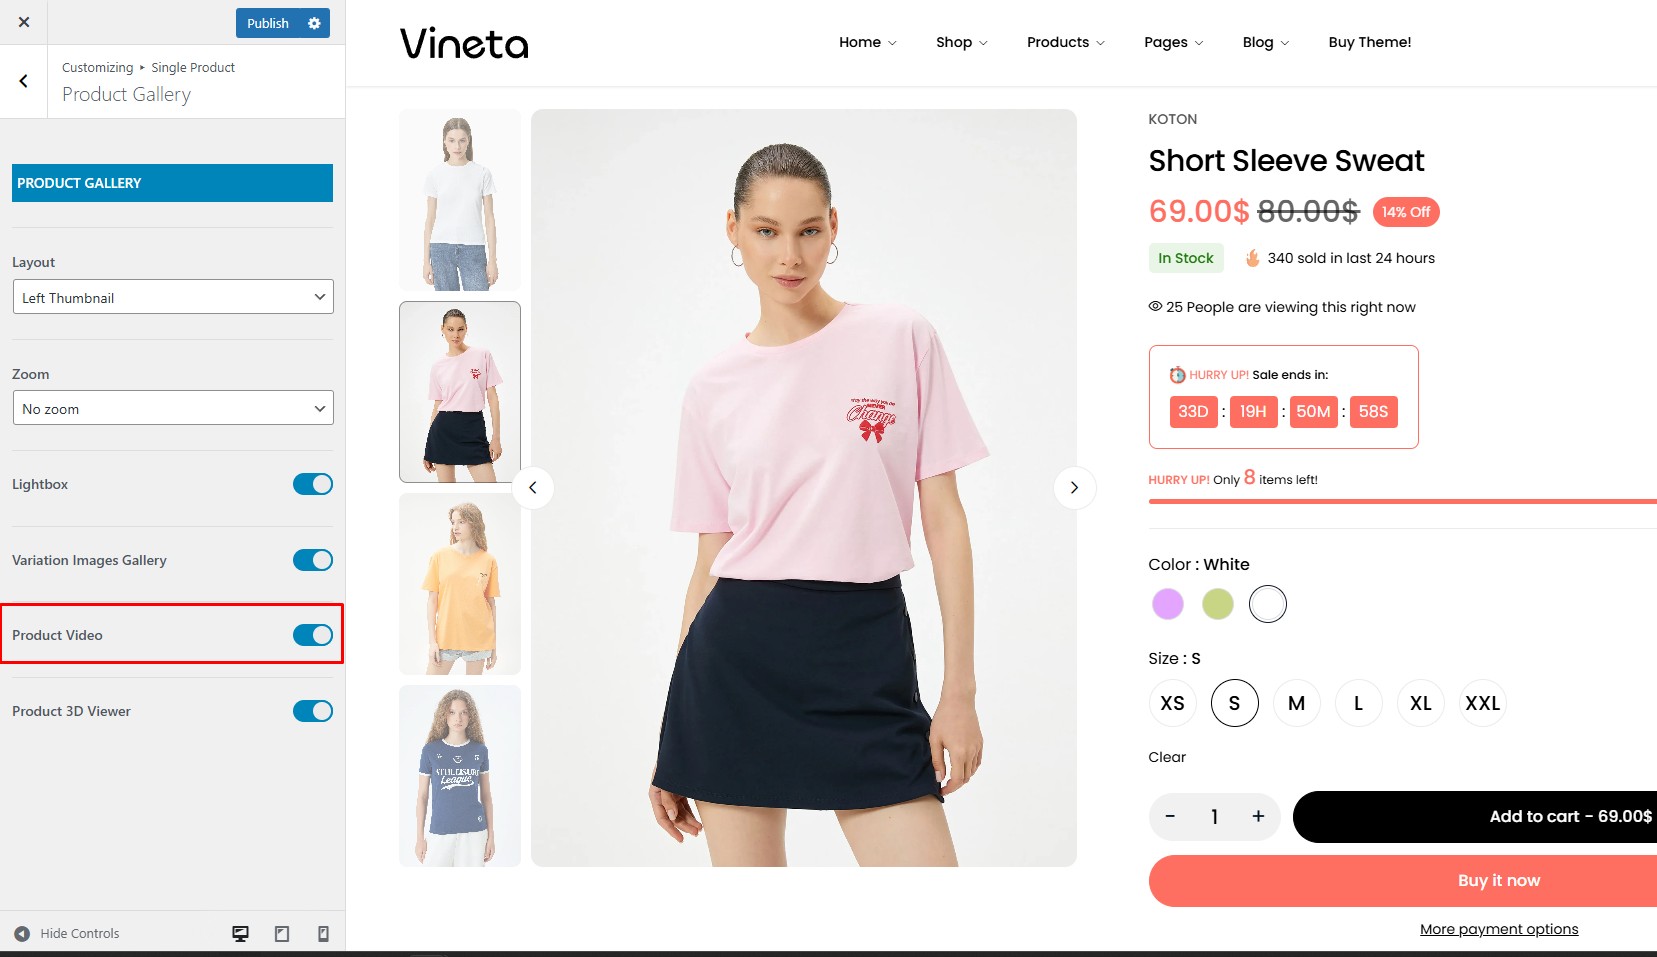 Publish
Customizing ▸ Single Product
Product Gallery
PRODUCT GALLERY
Layout
Left Thumbnail
Zoom
No zoom
Lightbox
Variation Images Gallery
Product Video
Product 3D Viewer
Hide Controls
Vineta
Home
Shop
Products
Pages
Blog
Buy Theme!
Change
League
KOTON
Short Sleeve Sweat
69.00$ 80.00$ 14% Off
In Stock
340 sold in last 24 hours
25 People are viewing this right now
HURRY UP! Sale ends in:
33D : 19H : 50M : 58S
HURRY UP! Only 8 items left!
Color : White
Size : S
XS S M L XL XXL
Clear
- 1 +
Add to cart - 69.00$
Buy it now
More payment options